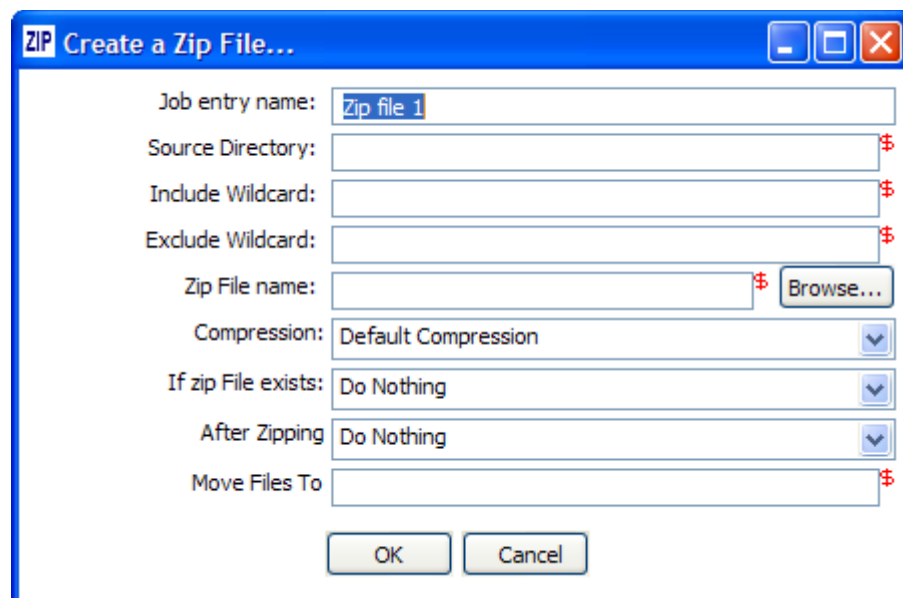 ZIP Create a Zip File...
Job entry name: Zip file 1
Source Directory: $
Include Wildcard: $
Exclude Wildcard: $
Zip File name: $ Browse...
Compression: Default Compression
If zip File exists: Do Nothing
After Zipping Do Nothing
Move Files To $
OK Cancel